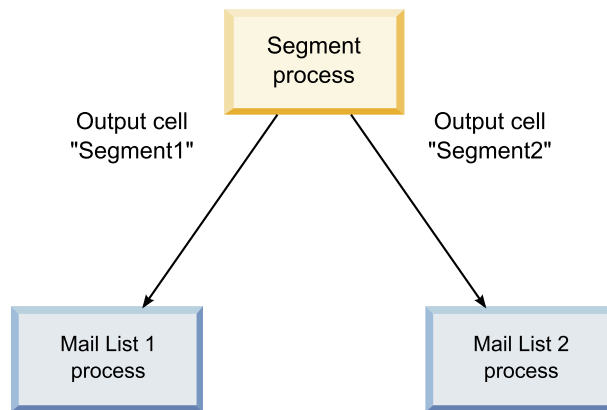 Segment
process
Output cell
"Segment1"
Output cell
"Segment2"
Mail List 1
process
Mail List 2
process